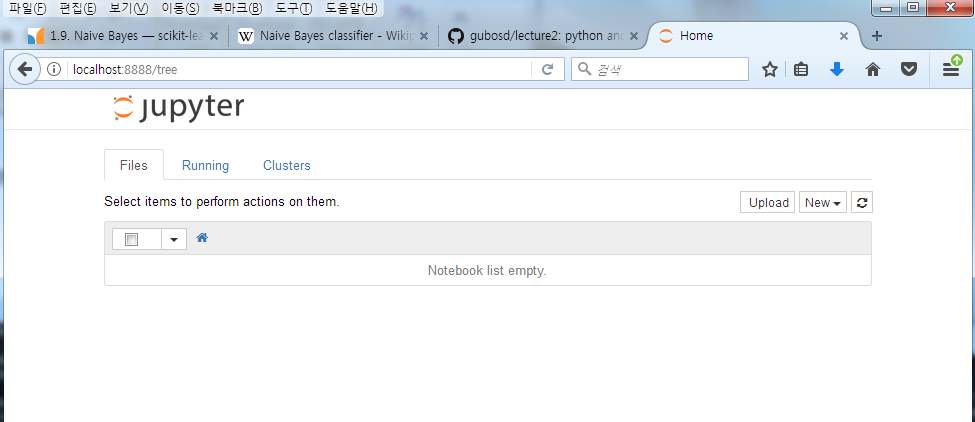 파일(F) 편집(E) 보기(V) 이동(S) 북마크(B) 도구(T) 도움말(H)
1.9. Naive Bayes — scikit-lea W Naive Bayes classifier - Wikip gubosd/lecture2: python and Home
localhost:8888/tree 검색
jupyter
Files Running Clusters
Select items to perform actions on them. Upload New
Notebook list empty.